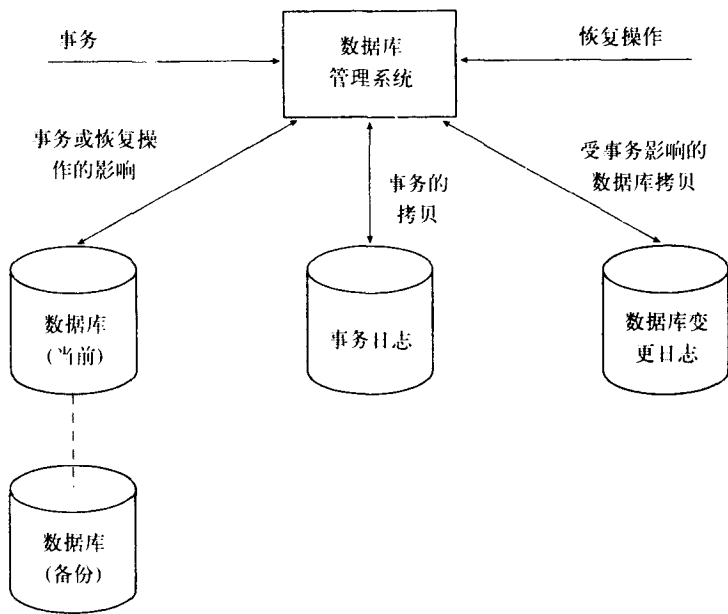 事务
数据库
管理系统
恢复操作
事务或恢复操
作的影响
事务的
拷贝
受事务影响的
数据库拷贝
数据库
(当前)
事务日志
数据库变
更日志
数据库
(备份)